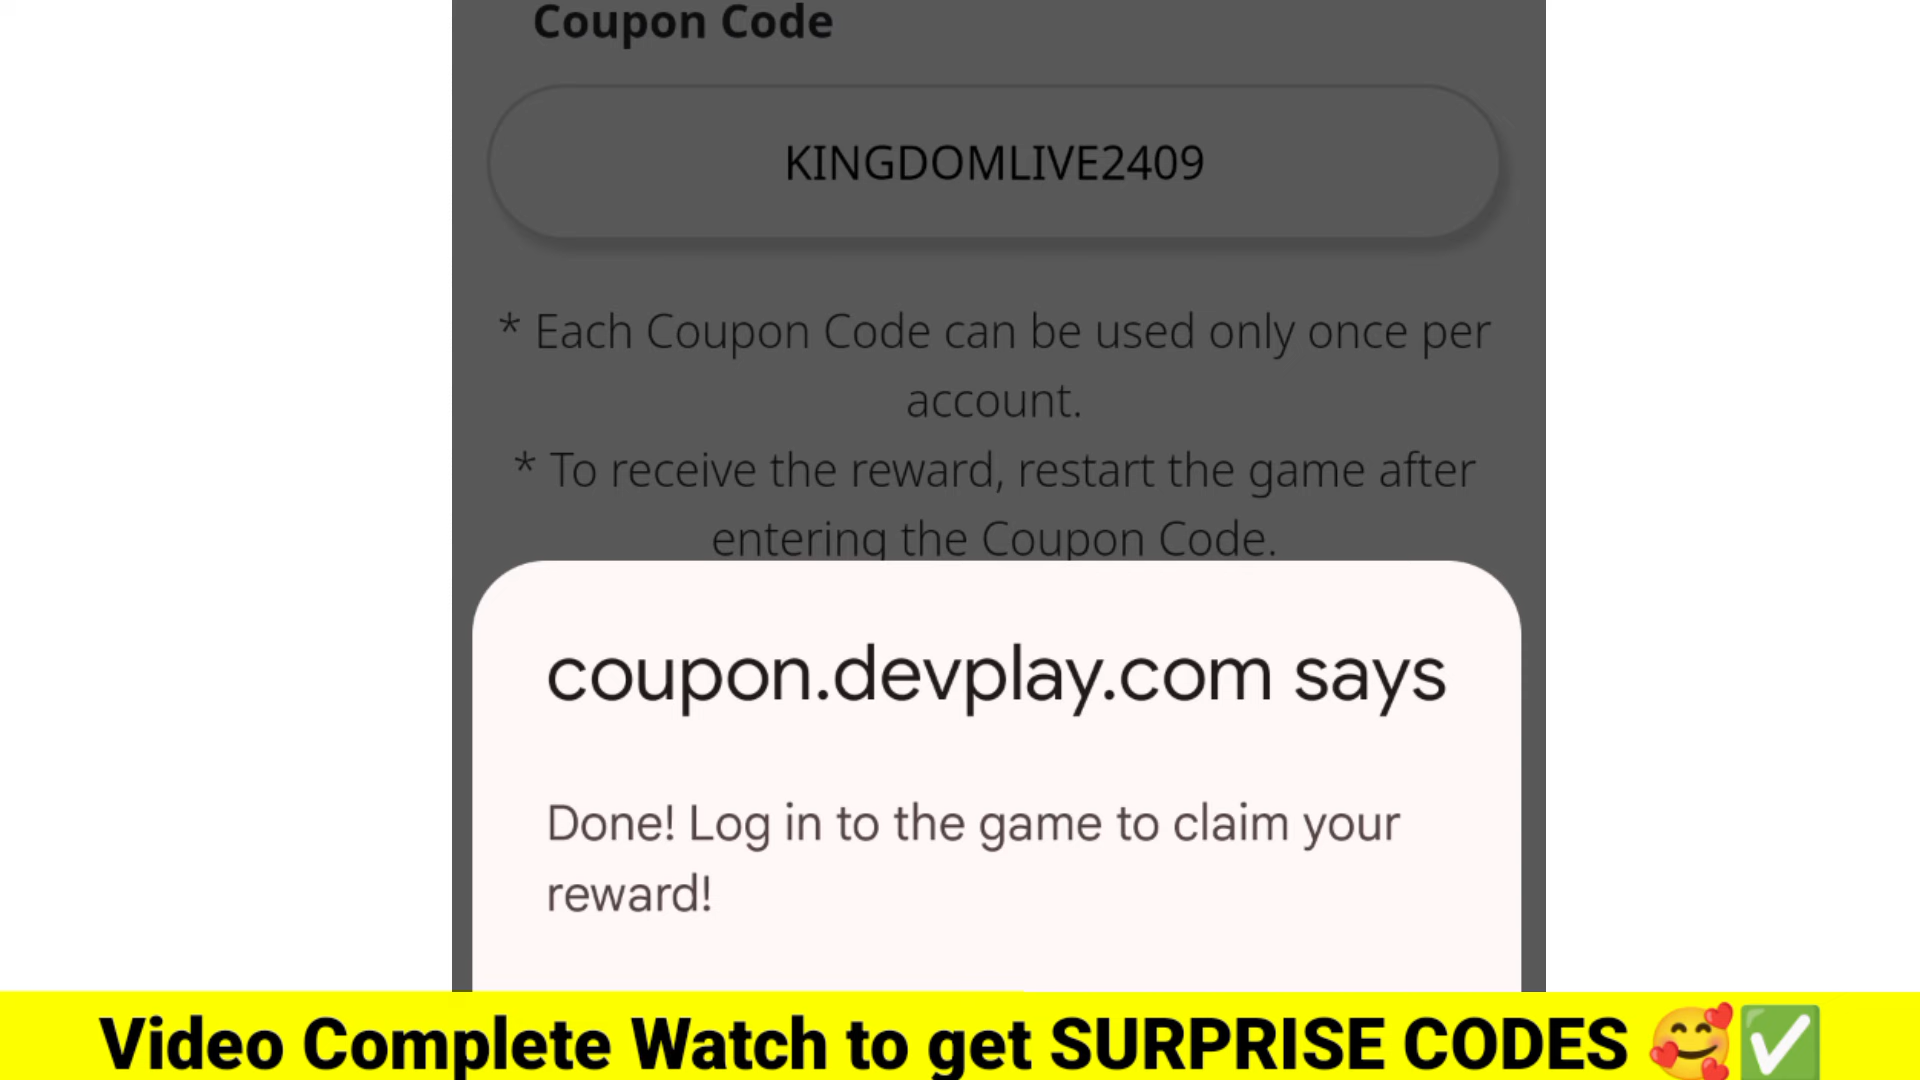 Coupon Code
KINGDOMLIVE2409
* Each Coupon Code can be used only once per
account.
* To receive the reward, restart the game after
entering the Coupon Code.
coupon.devplay.com says
Done! Log in to the game to claim your
reward!
Video Complete Watch to get SURPRISE CODES 🥰✅